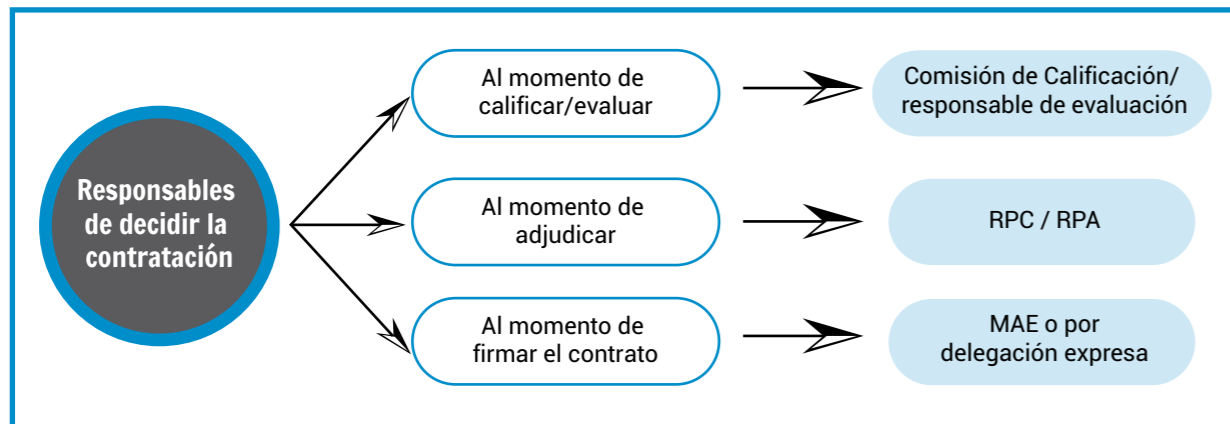 Responsables
de decidir la
contratación
Al momento de
calificar/evaluar
Comisión de Calificación/
responsable de evaluación
Al momento de
adjudicar
RPC / RPA
Al momento de
firmar el contrato
MAE o por
delegación expresa